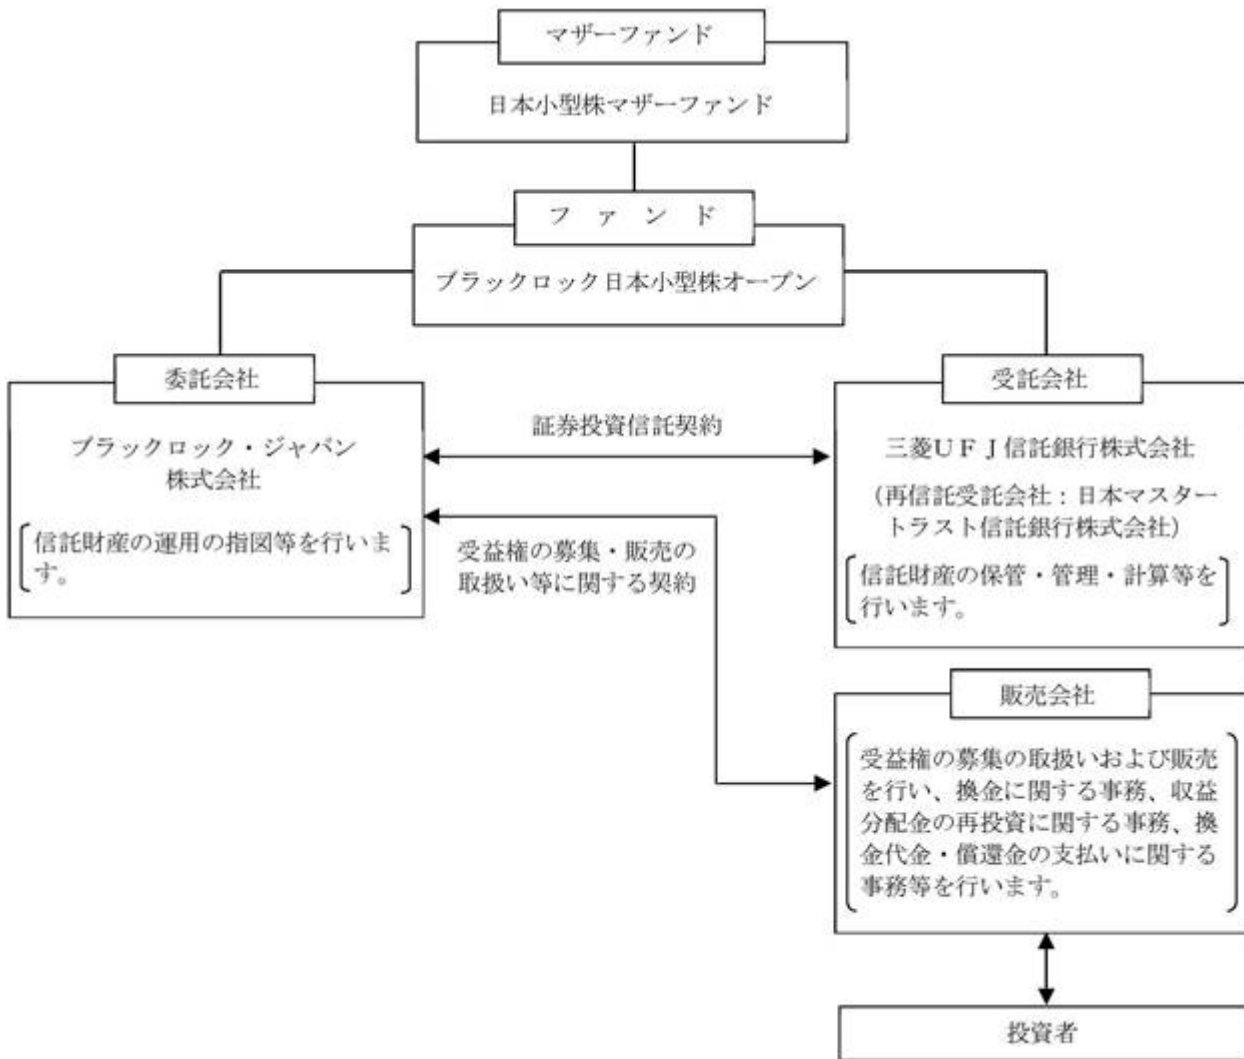 マザーファンド
日本小型株マザーファンド
ファンド
ブラックロック日本小型株オープン
委託会社
ブラックロック・ジャパン
株式会社
信託財産の運用の指図等を行いま
す。
証券投資信託契約
受益権の募集・販売の
取扱い等に関する契約
受託会社
三菱UFJ信託銀行株式会社
(再信託受託会社:日本マスター
トラスト信託銀行株式会社)
信託財産の保管・管理・計算等を
行います。
販売会社
受益権の募集の取扱いおよび販売
を行い、換金に関する事務、収益
分配金の再投資に関する事務、換
金代金・償還金の支払いに関する
事務等を行います。
投資者